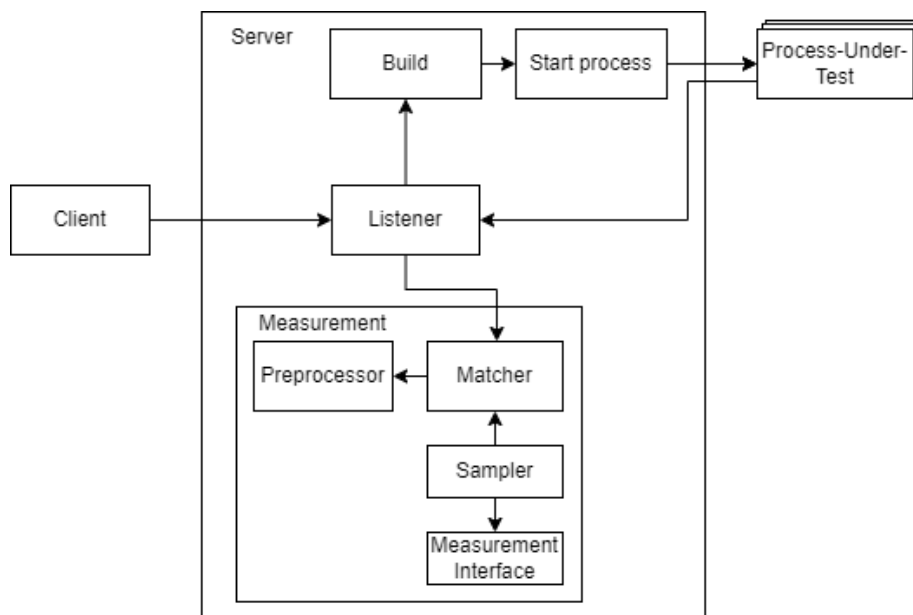 Server
Build
Start process
Process-Under-
Test
Client
Listener
Measurement
Preprocessor
Matcher
Sampler
Measurement
Interface